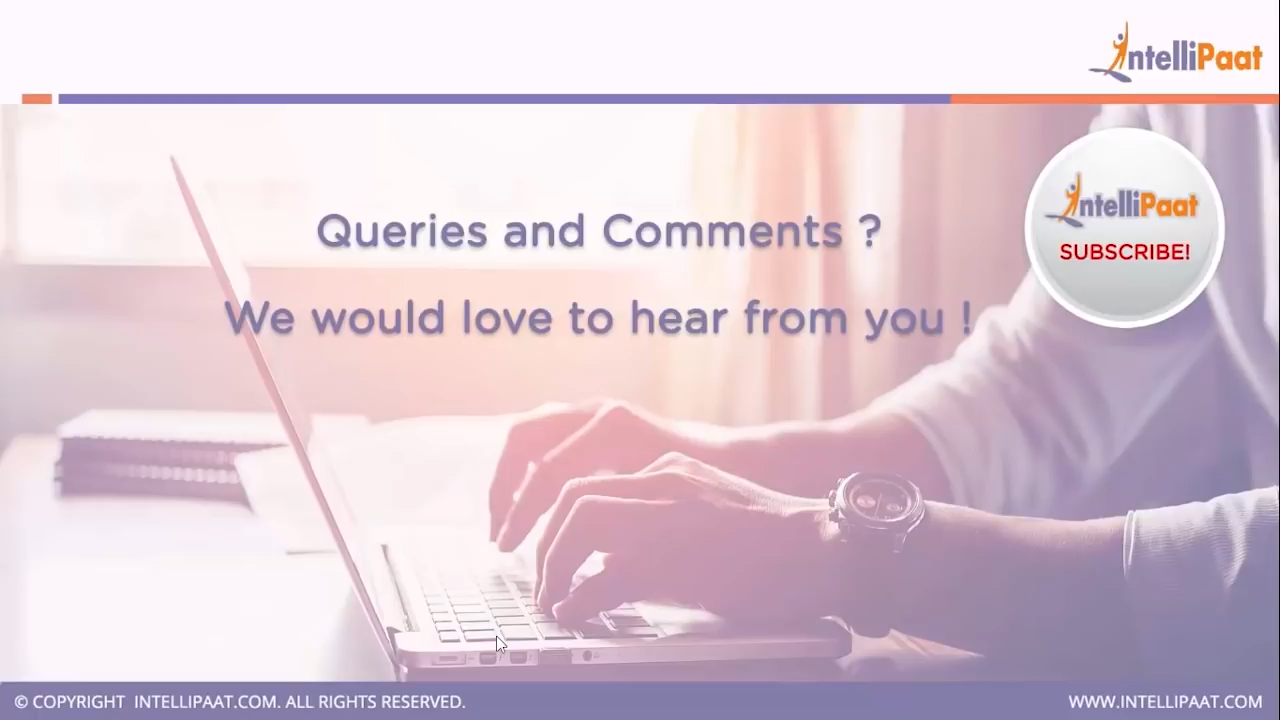 IntelliPaat
Queries and Comments ?
We would love to hear from you !
IntelliPaat
SUBSCRIBE!
© COPYRIGHT INTELLIPAAT.COM. ALL RIGHTS RESERVED.
WWW.INTELLIPAAT.COM